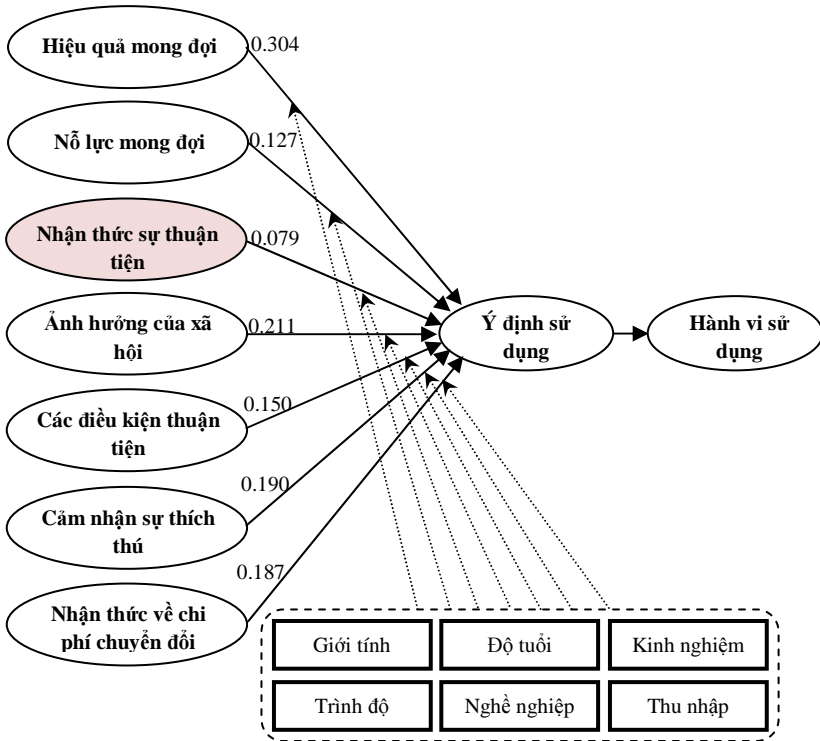 Hiệu quả mong đợi
0.304
Nỗ lực mong đợi
0.127
Nhận thức sự thuận
tiện
0.079
Ảnh hưởng của xã
hội
0.211
Các điều kiện thuận
tiện
0.150
Cảm nhận sự thích
thú
0.190
Nhận thức về chi
phí chuyển đổi
0.187
Ý định sử
dụng
Hành vi sử
dụng
Giới tính
Độ tuổi
Kinh nghiệm
Trình độ
Nghề nghiệp
Thu nhập